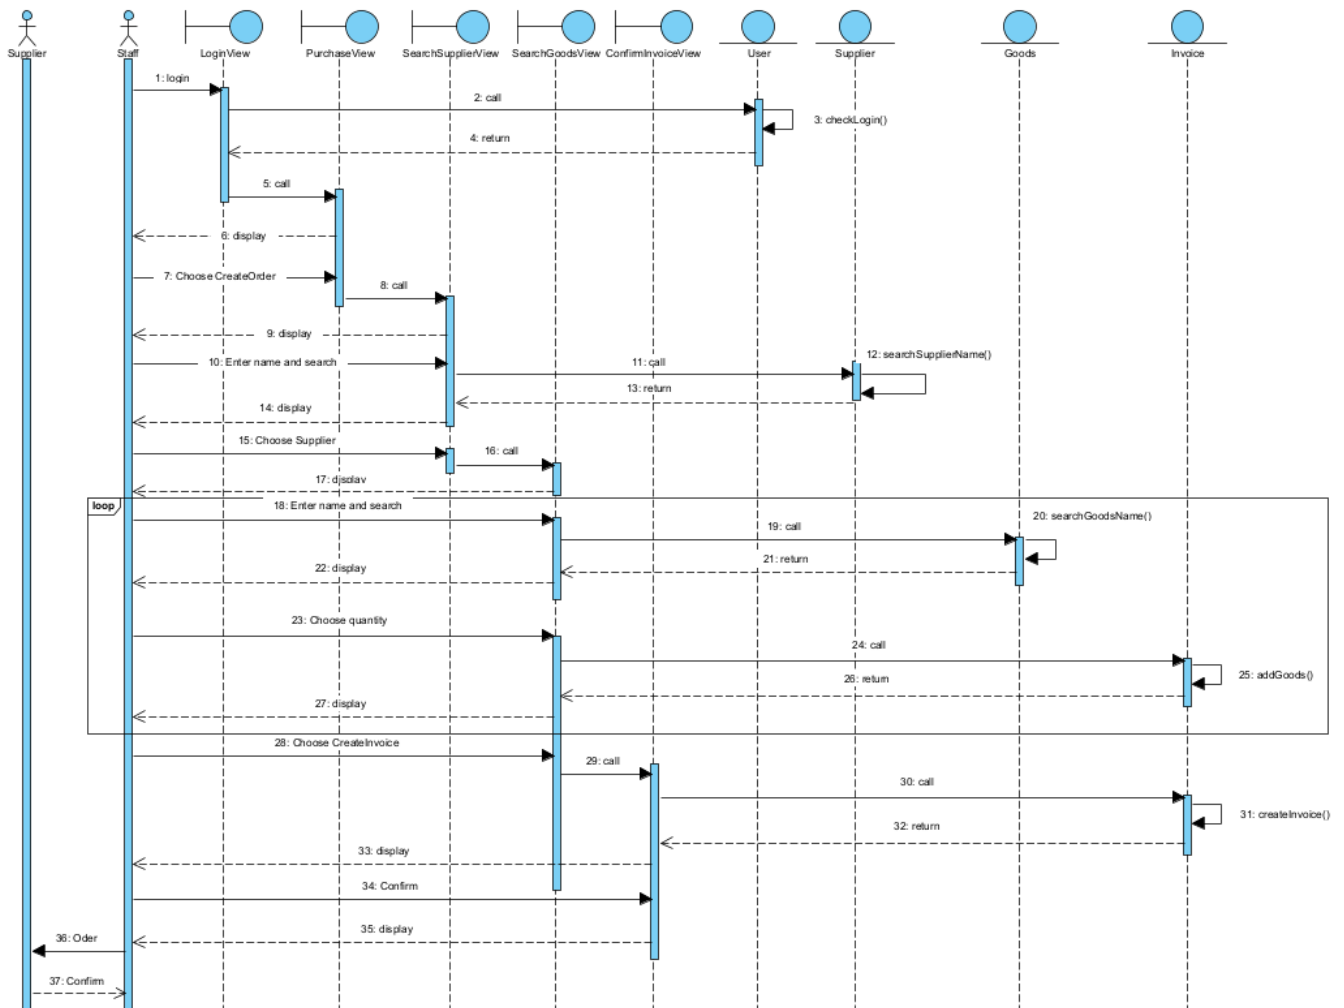 Supplier
Staff
LoginView
PurchaseView
SearchSupplierView
SearchGoodsView
ConfirmInvoiceView
User
Supplier
Goods
Invoice
1: login
2: call
3: checkLogin()
4: return
5: call
6: display
7: Choose CreateOrder
8: call
9: display
10: Enter name and search
11: call
12: searchSupplierName()
13: return
14: display
15: Choose Supplier
16: call
17: display
loop
18: Enter name and search
19: call
20: searchGoodsName()
21: return
22: display
23: Choose quantity
24: call
25: addGoods()
26: return
27: display
28: Choose CreateInvoice
29: call
30: call
31: createInvoice()
32: return
33: display
34: Confirm
35: display
36: Oder
37: Confirm